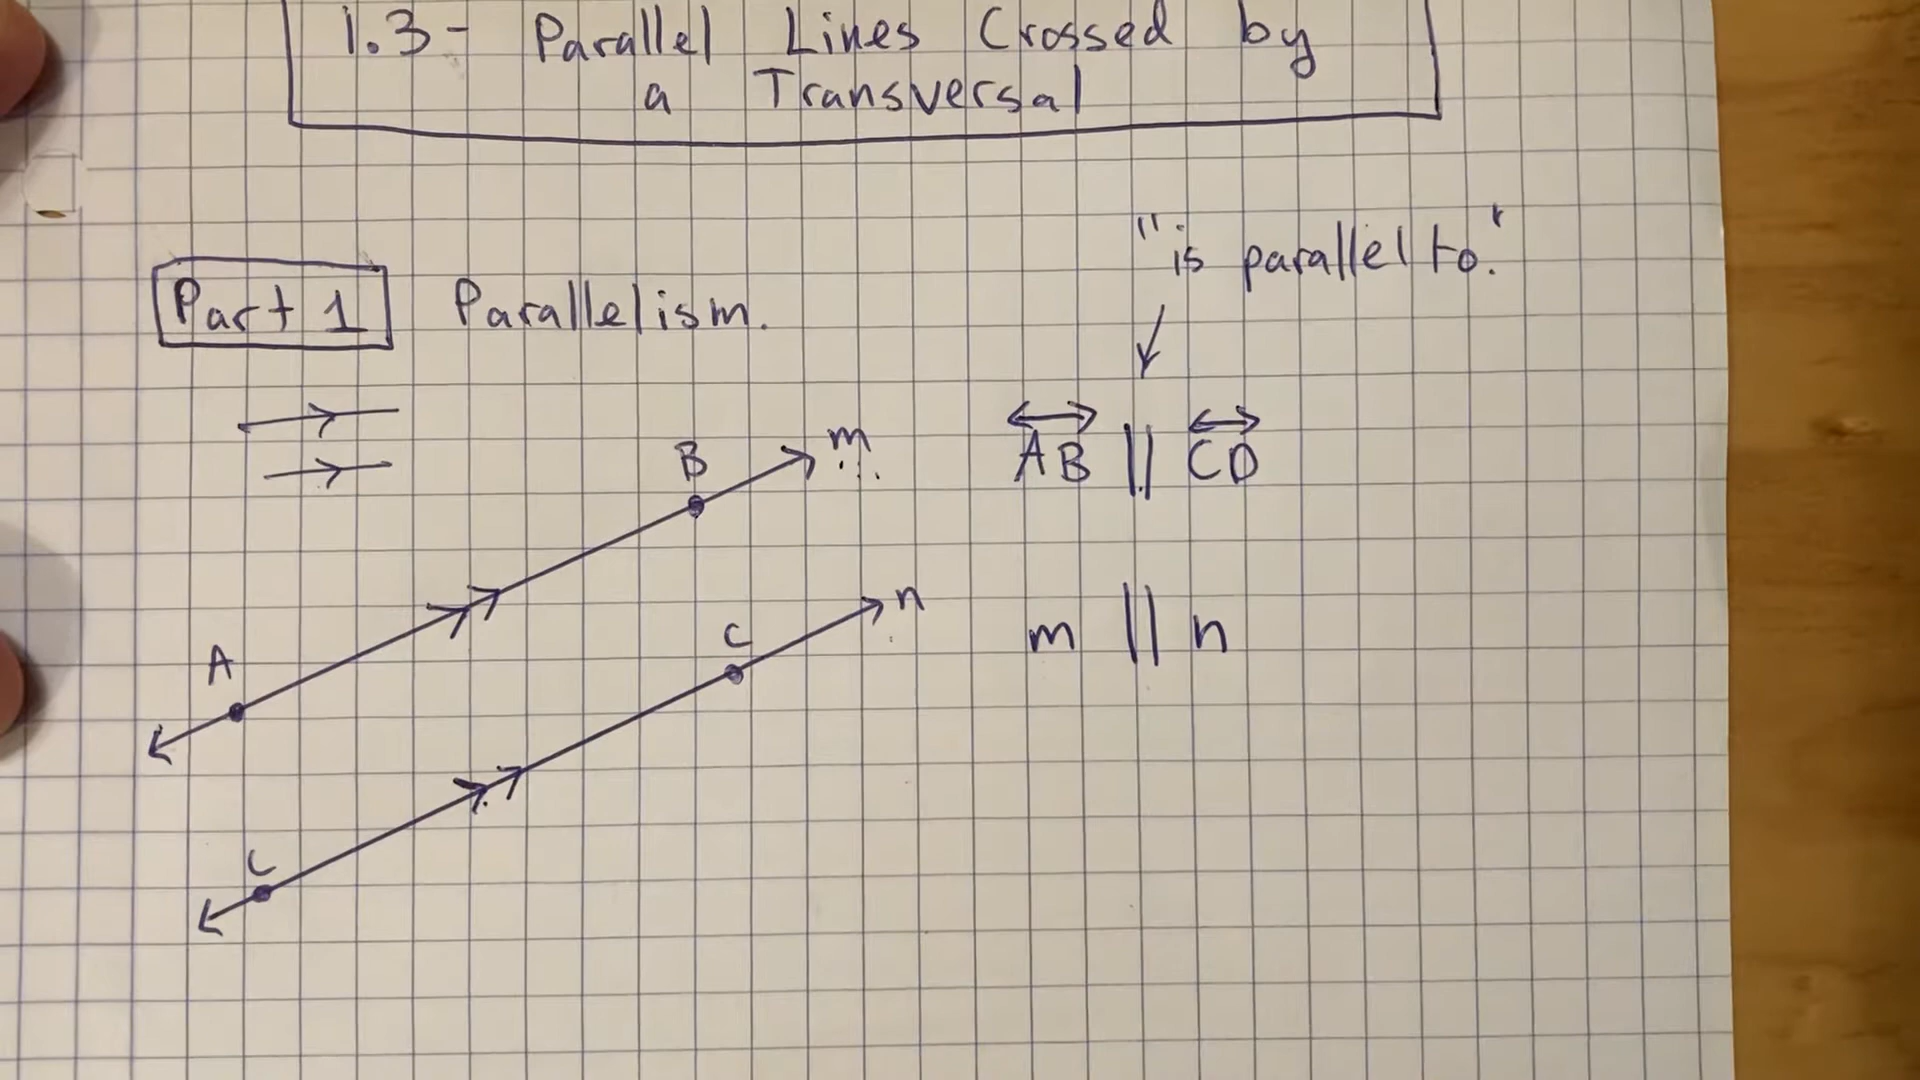 1.3- Parallel Lines Crossed by
a Transversal
"is parallel to."
Part 1 Parallelism.
B m
AB || CD
A
C n
m || n
C